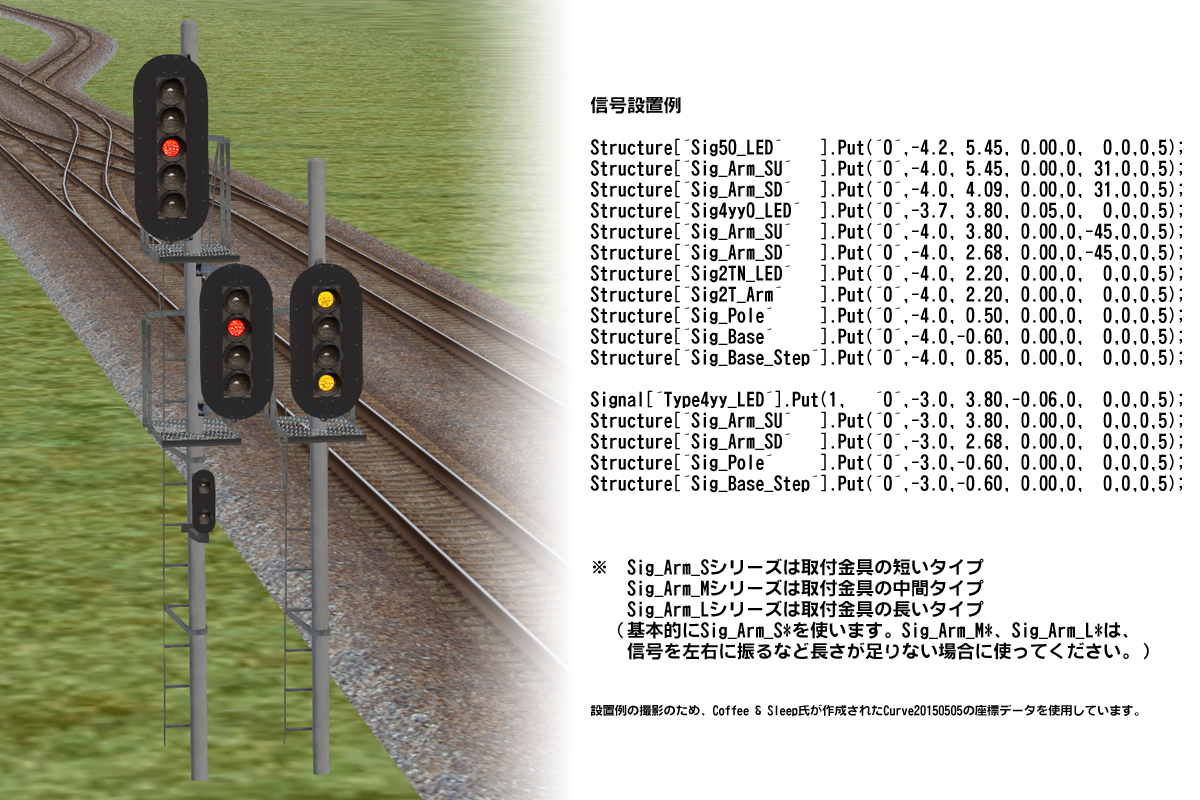 信号設置例
Structure[´Sig5O_LED´    ].Put(´0´,-4.2, 5.45, 0.00,0,  0,0,0,5);
Structure[´Sig_Arm_SU´   ].Put(´0´,-4.0, 5.45, 0.00,0, 31,0,0,5);
Structure[´Sig_Arm_SD´   ].Put(´0´,-4.0, 4.09, 0.00,0, 31,0,0,5);
Structure[´Sig4yyO_LED´  ].Put(´0´,-3.7, 3.80, 0.05,0,  0,0,0,5);
Structure[´Sig_Arm_SU´   ].Put(´0´,-4.0, 3.80, 0.00,0,-45,0,0,5);
Structure[´Sig_Arm_SD´   ].Put(´0´,-4.0, 2.68, 0.00,0,-45,0,0,5);
Structure[´Sig2TN_LED´   ].Put(´0´,-4.0, 2.20, 0.00,0,  0,0,0,5);
Structure[´Sig2T_Arm´    ].Put(´0´,-4.0, 2.20, 0.00,0,  0,0,0,5);
Structure[´Sig_Pole´     ].Put(´0´,-4.0, 0.50, 0.00,0,  0,0,0,5);
Structure[´Sig_Base´     ].Put(´0´,-4.0,-0.60, 0.00,0,  0,0,0,5);
Structure[´Sig_Base_Step´].Put(´0´,-4.0, 0.85, 0.00,0,  0,0,0,5);
Signal[´Type4yy_LED´].Put(1,   ´0´,-3.0, 3.80,-0.06,0,  0,0,0,5);
Structure[´Sig_Arm_SU´   ].Put(´0´,-3.0, 3.80, 0.00,0,  0,0,0,5);
Structure[´Sig_Arm_SD´   ].Put(´0´,-3.0, 2.68, 0.00,0,  0,0,0,5);
Structure[´Sig_Pole´     ].Put(´0´,-3.0,-0.60, 0.00,0,  0,0,0,5);
Structure[´Sig_Base_Step´].Put(´0´,-3.0,-0.60, 0.00,0,  0,0,0,5);
※　Sig_Arm_Sシリーズは取付金具の短いタイプ
Sig_Arm_Mシリーズは取付金具の中間タイプ
Sig_Arm_Lシリーズは取付金具の長いタイプ
（基本的にSig_Arm_S*を使います。Sig_Arm_M*、Sig_Arm_L*は、
信号を左右に振るなど長さが足りない場合に使ってください。）
設置例の撮影のため、Coffee & Sleep氏が作成されたCurve20150505の座標データを使用しています。